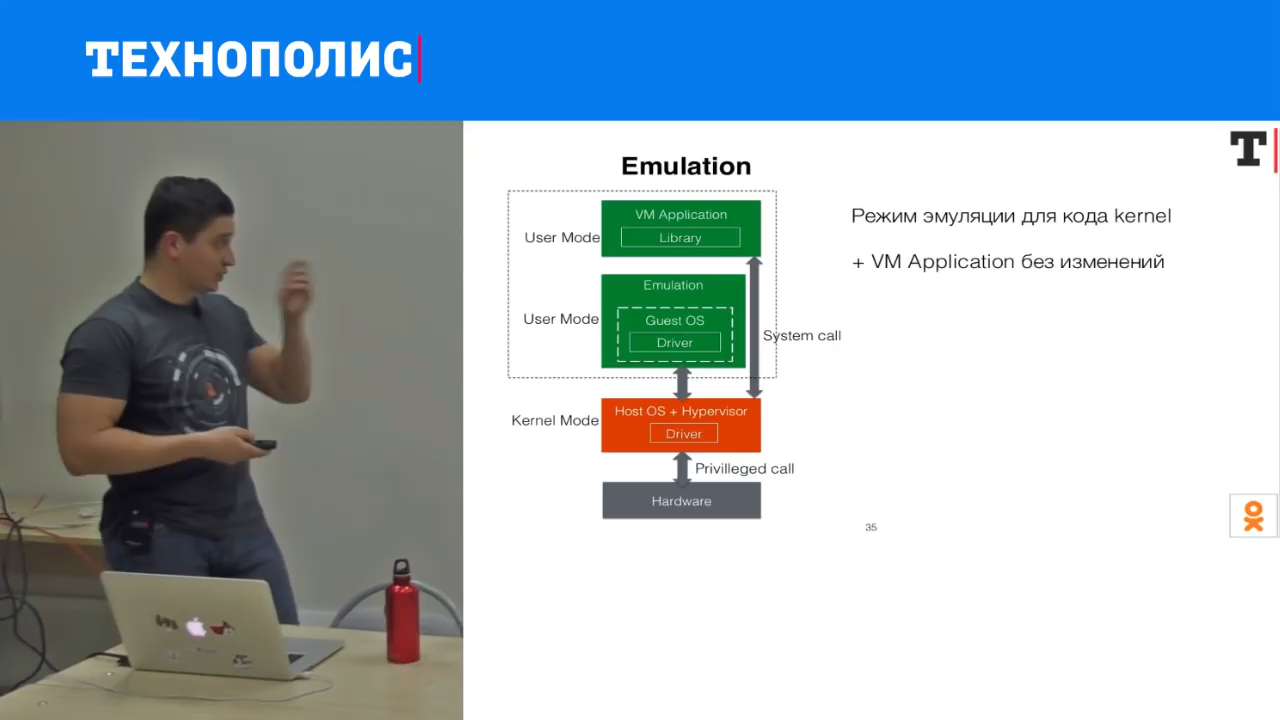 ТЕХНОПОЛИС
T
Emulation
VM Application
Library
User Mode
Emulation
Guest OS
Driver
User Mode
System call
Host OS + Hypervisor
Driver
Kernel Mode
Privilleged call
Hardware
Режим эмуляции для кода kernel
+ VM Application без изменений
35